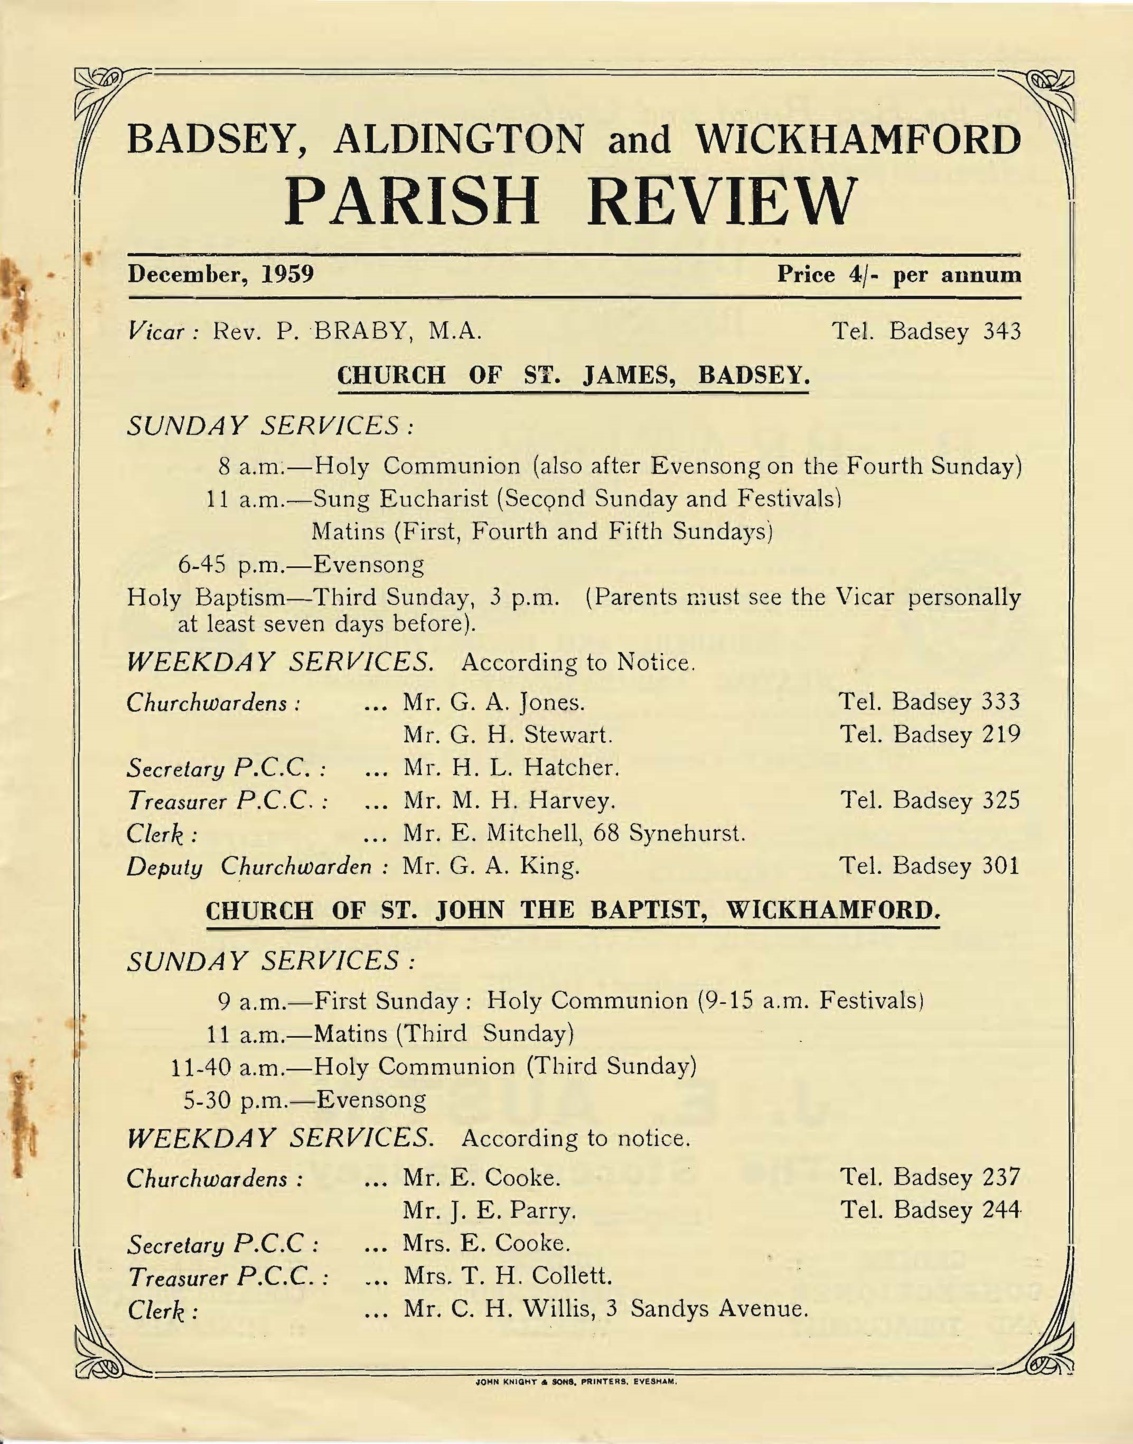 BADSEY, ALDINGTON and WICKHAMFORD
PARISH REVIEW
December, 1959 Price 4/- per annum
Vicar : Rev. P. BRABY, M.A. Tel. Badsey 343
CHURCH OF ST. JAMES, BADSEY.
SUNDAY SERVICES :
8 a.m.—Holy Communion (also after Evensong on the Fourth Sunday)
11 a.m.—Sung Eucharist (Second Sunday and Festivals)
Matins (First, Fourth and Fifth Sundays)
6-45 p.m.—Evensong
Holy Baptism—Third Sunday, 3 p.m. (Parents must see the Vicar personally
at least seven days before).
WEEKDAY SERVICES. According to Notice.
Churchwardens : ... Mr. G. A. Jones. Tel. Badsey 333
Mr. G. H. Stewart. Tel. Badsey 219
Secretary P.C.C. : ... Mr. H. L. Hatcher.
Treasurer P.C.C. : ... Mr. M. H. Harvey. Tel. Badsey 325
Clerk : ... Mr. E. Mitchell, 68 Synehurst.
Deputy Churchwarden : Mr. G. A. King. Tel. Badsey 301
CHURCH OF ST. JOHN THE BAPTIST, WICKHAMFORD.
SUNDAY SERVICES :
9 a.m.—First Sunday : Holy Communion (9-15 a.m. Festivals)
11 a.m.—Matins (Third Sunday)
11-40 a.m.—Holy Communion (Third Sunday)
5-30 p.m.—Evensong
WEEKDAY SERVICES. According to notice.
Churchwardens : ... Mr. E. Cooke. Tel. Badsey 237
Mr. J. E. Parry. Tel. Badsey 244
Secretary P.C.C : ... Mrs. E. Cooke.
Treasurer P.C.C. : ... Mrs. T. H. Collett.
Clerk : ... Mr. C. H. Willis, 3 Sandys Avenue.
JOHN KNIGHT & SONS, PRINTERS, EVESHAM.